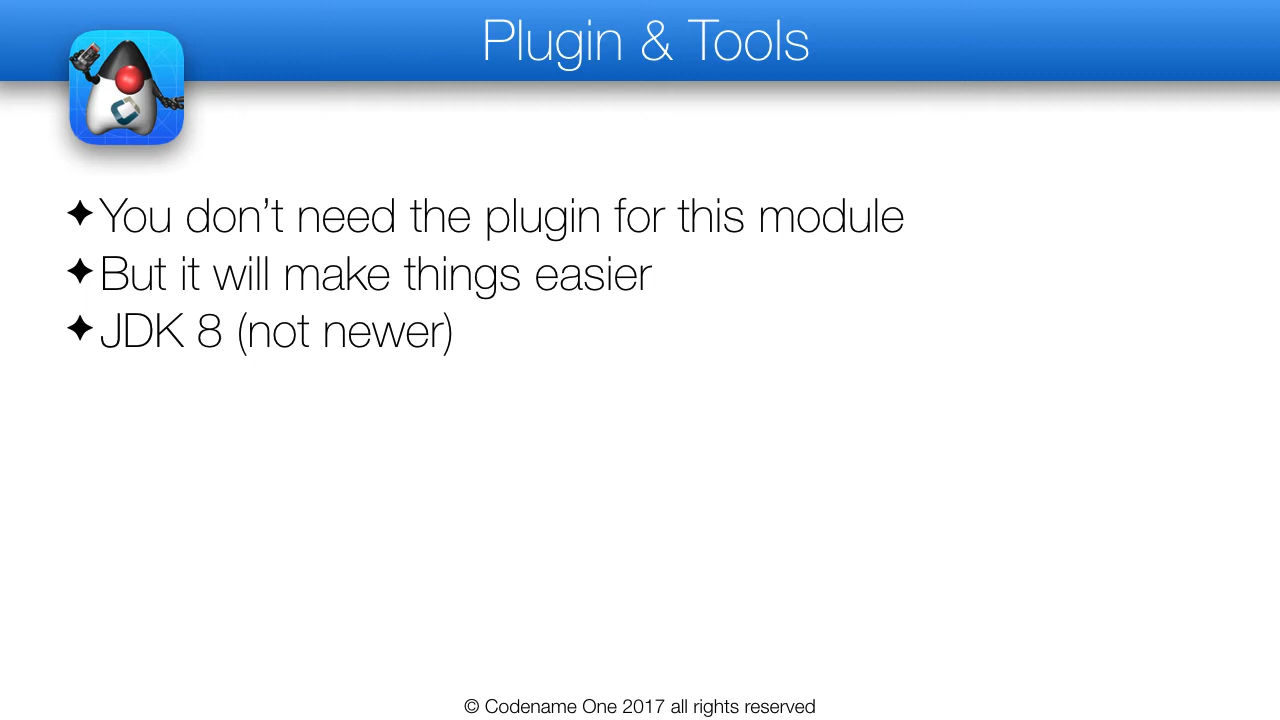 Plugin & Tools
✦You don’t need the plugin for this module
✦But it will make things easier
✦JDK 8 (not newer)
© Codename One 2017 all rights reserved